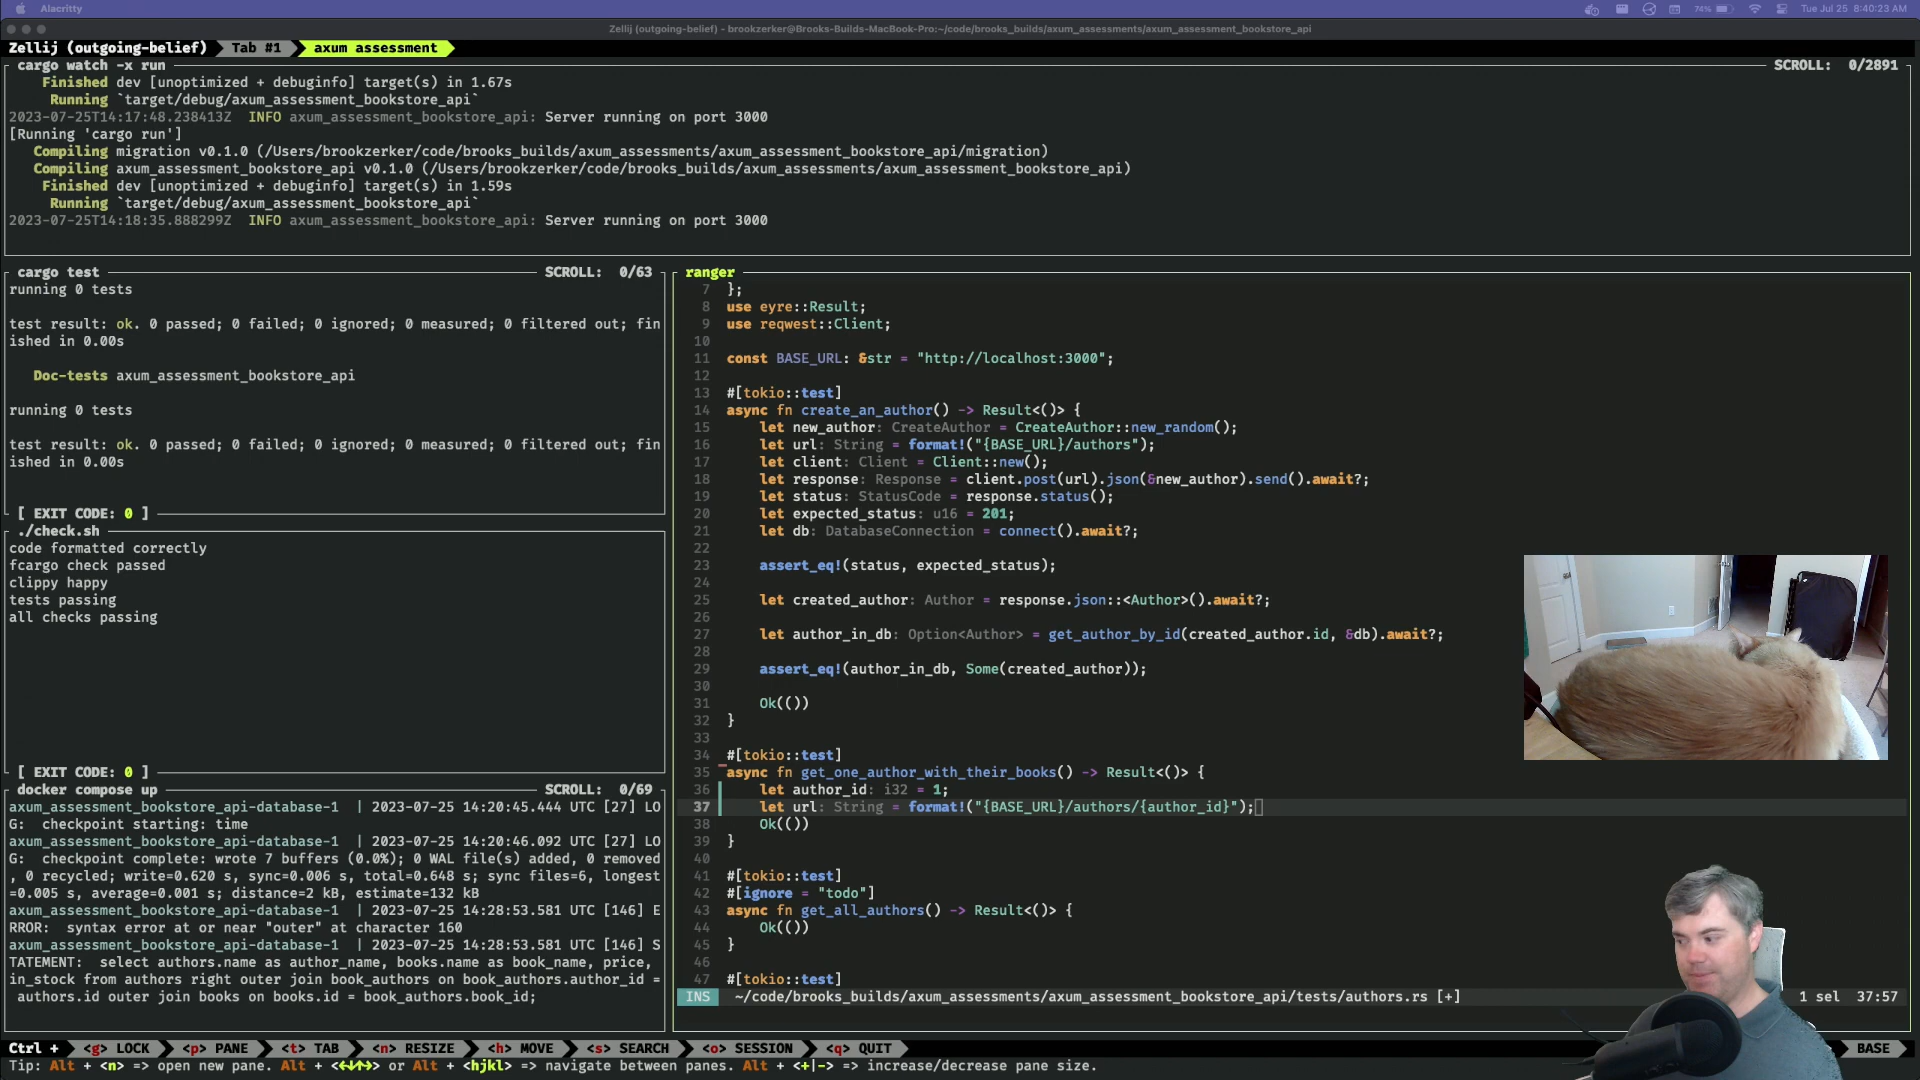 Alacritty
74%
Tue Jul 25 8:40:23 AM
Zellij (outgoing-belief) - brookzerker@Brooks-Builds-MacBook-Pro:~/code/brooks_builds/axum_assessments/axum_assessment_bookstore_api
Zellij (outgoing-belief) Tab #1 axum assessment
cargo watch -x run SCROLL: 0/2891
Finished dev [unoptimized + debuginfo] target(s) in 1.67s
Running `target/debug/axum_assessment_bookstore_api`
2023-07-25T14:17:48.238413Z INFO axum_assessment_bookstore_api: Server running on port 3000
[Running 'cargo run']
Compiling migration v0.1.0 (/Users/brookzerker/code/brooks_builds/axum_assessments/axum_assessment_bookstore_api/migration)
Compiling axum_assessment_bookstore_api v0.1.0 (/Users/brookzerker/code/brooks_builds/axum_assessments/axum_assessment_bookstore_api)
Finished dev [unoptimized + debuginfo] target(s) in 1.59s
Running `target/debug/axum_assessment_bookstore_api`
2023-07-25T14:18:35.888299Z INFO axum_assessment_bookstore_api: Server running on port 3000
cargo test SCROLL: 0/63
running 0 tests
test result: ok. 0 passed; 0 failed; 0 ignored; 0 measured; 0 filtered out; fin
ished in 0.00s
Doc-tests axum_assessment_bookstore_api
running 0 tests
test result: ok. 0 passed; 0 failed; 0 ignored; 0 measured; 0 filtered out; fin
ished in 0.00s
[ EXIT CODE: 0 ]
./check.sh
code formatted correctly
fcargo check passed
clippy happy
tests passing
all checks passing
[ EXIT CODE: 0 ]
docker compose up SCROLL: 0/69
axum_assessment_bookstore_api-database-1 | 2023-07-25 14:20:45.444 UTC [27] LO
G: checkpoint starting: time
axum_assessment_bookstore_api-database-1 | 2023-07-25 14:20:46.092 UTC [27] LO
G: checkpoint complete: wrote 7 buffers (0.0%); 0 WAL file(s) added, 0 removed
, 0 recycled; write=0.620 s, sync=0.006 s, total=0.648 s; sync files=6, longest
=0.005 s, average=0.001 s; distance=2 kB, estimate=132 kB
axum_assessment_bookstore_api-database-1 | 2023-07-25 14:28:53.581 UTC [146] E
RROR: syntax error at or near "outer" at character 160
axum_assessment_bookstore_api-database-1 | 2023-07-25 14:28:53.581 UTC [146] S
TATEMENT: select authors.name as author_name, books.name as book_name, price,
in_stock from authors right outer join book_authors on book_authors.author_id =
authors.id outer join books on books.id = book_authors.book_id;
ranger
7 };
8 use eyre::Result;
9 use reqwest::Client;
10
11 const BASE_URL: &str = "http://localhost:3000";
12
13 #[tokio::test]
14 async fn create_an_author() -> Result<()> {
15 let new_author: CreateAuthor = CreateAuthor::new_random();
16 let url: String = format!("{BASE_URL}/authors");
17 let client: Client = Client::new();
18 let response: Response = client.post(url).json(&new_author).send().await?;
19 let status: StatusCode = response.status();
20 let expected_status: u16 = 201;
21 let db: DatabaseConnection = connect().await?;
22
23 assert_eq!(status, expected_status);
24
25 let created_author: Author = response.json::<Author>().await?;
26
27 let author_in_db: Option<Author> = get_author_by_id(created_author.id, &db).await?;
28
29 assert_eq!(author_in_db, Some(created_author));
30
31 Ok(())
32 }
33
34 #[tokio::test]
35 async fn get_one_author_with_their_books() -> Result<()> {
36 let author_id: i32 = 1;
37 let url: String = format!("{BASE_URL}/authors/{author_id}");
38 Ok(())
39 }
40
41 #[tokio::test]
42 #[ignore = "todo"]
43 async fn get_all_authors() -> Result<()> {
44 Ok(())
45 }
46
47 #[tokio::test]
INS ~/code/brooks_builds/axum_assessments/axum_assessment_bookstore_api/tests/authors.rs [+] 1 sel 37:57
Ctrl + <g> LOCK <p> PANE <t> TAB <n> RESIZE <h> MOVE <s> SEARCH <o> SESSION <q> QUIT BASE
Tip: Alt + <n> => open new pane. Alt + <←↓↑→> or Alt + <hjkl> => navigate between panes. Alt + <+|-> => increase/decrease pane size.